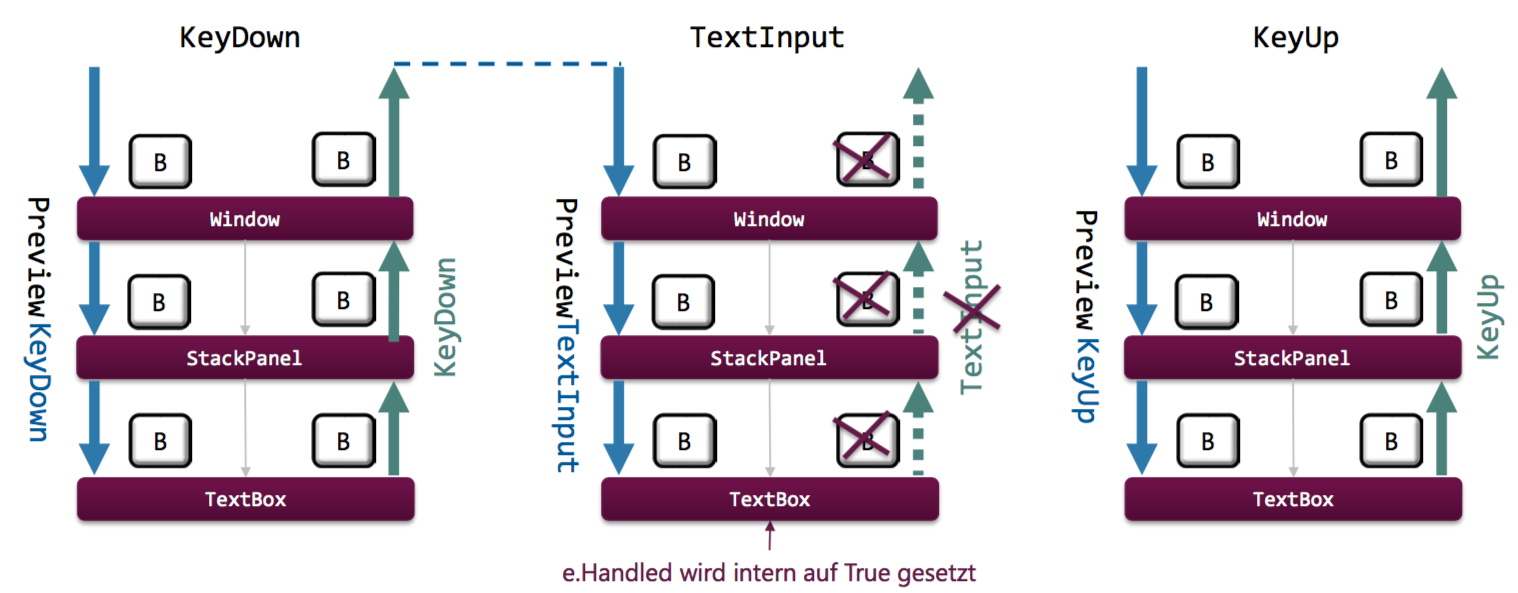 KeyDown
TextInput
KeyUp
B
B
B
B
B
B
Window
Window
Window
PreviewKeyDown
KeyDown
PreviewTextInput
TextInput
PreviewKeyUp
KeyUp
B
B
B
B
B
B
StackPanel
StackPanel
StackPanel
B
B
B
B
B
B
TextBox
TextBox
TextBox
e.Handled wird intern auf True gesetzt